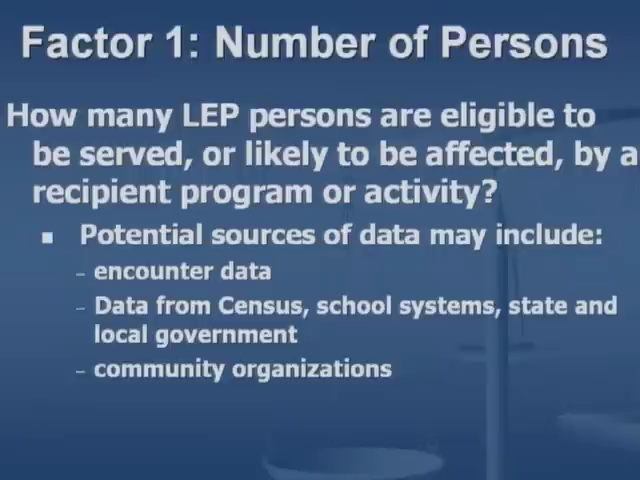 Factor 1: Number of Persons
How many LEP persons are eligible to
be served, or likely to be affected, by a
recipient program or activity?
■ Potential sources of data may include:
– encounter data
– Data from Census, school systems, state and
local government
– community organizations